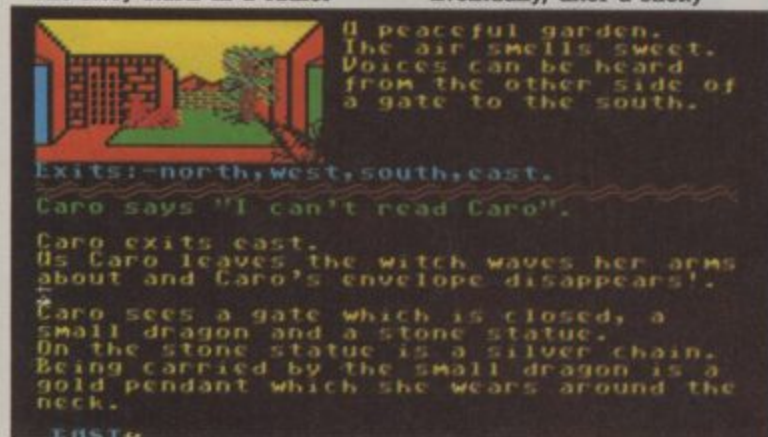 A peaceful garden.
The air smells sweet.
Voices can be heard
from the other side of
a gate to the south.
Exits:-north,west,south,east.
Caro says "I can't read Caro".
Caro exits east.
As Caro leaves the witch waves her arms
about and Caro's envelope disappears!.
Caro sees a gate which is closed, a
small dragon and a stone statue.
On the stone statue is a silver chain.
Being carried by the small dragon is a
gold pendant which she wears around the
neck.
EAST